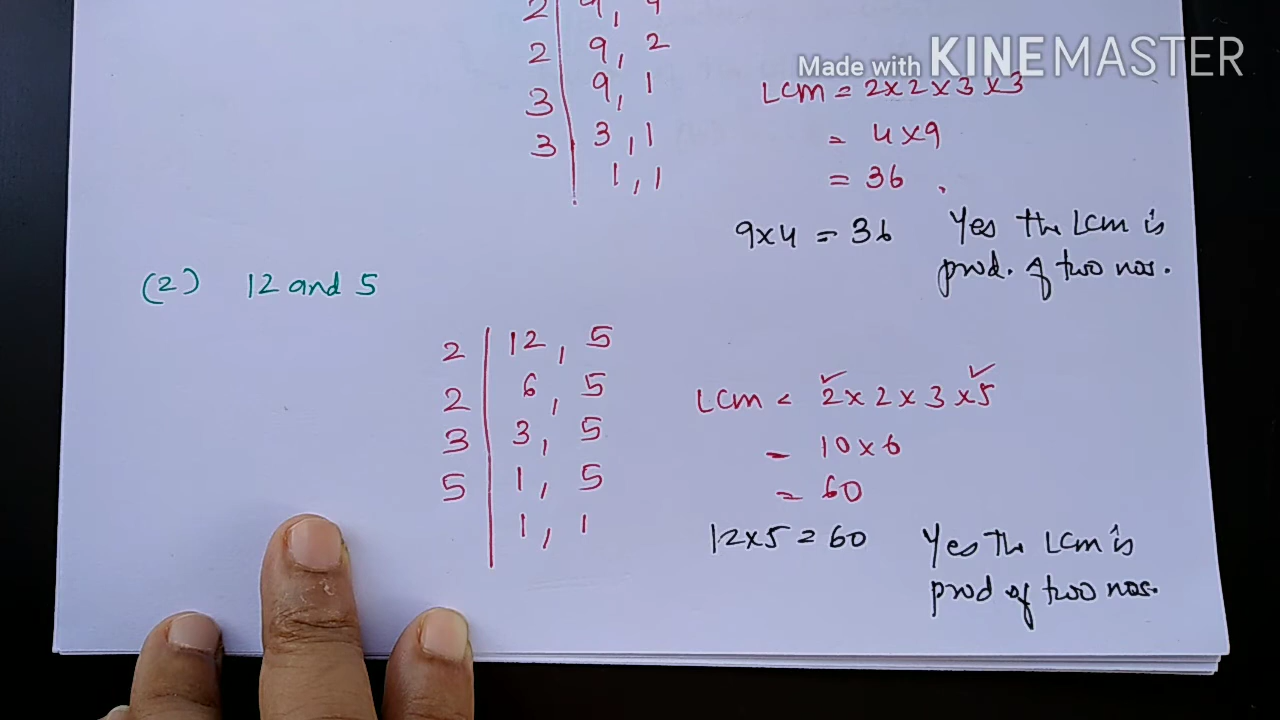 2 | 9, 4
2 | 9, 2
Made with KINEMASTER
3 | 9, 1
LCM = 2x2x3x3
3 | 3, 1
= 4x9
1, 1
= 36 .
9x4 = 36 Yes the LCM is
prod. of two nos.
(2) 12 and 5
2 | 12, 5
2 | 6, 5
LCM = 2x2x3x5
3 | 3, 5
= 10x6
5 | 1, 5
= 60
1, 1
12x5 = 60 Yes the LCM is
prod of two nos.